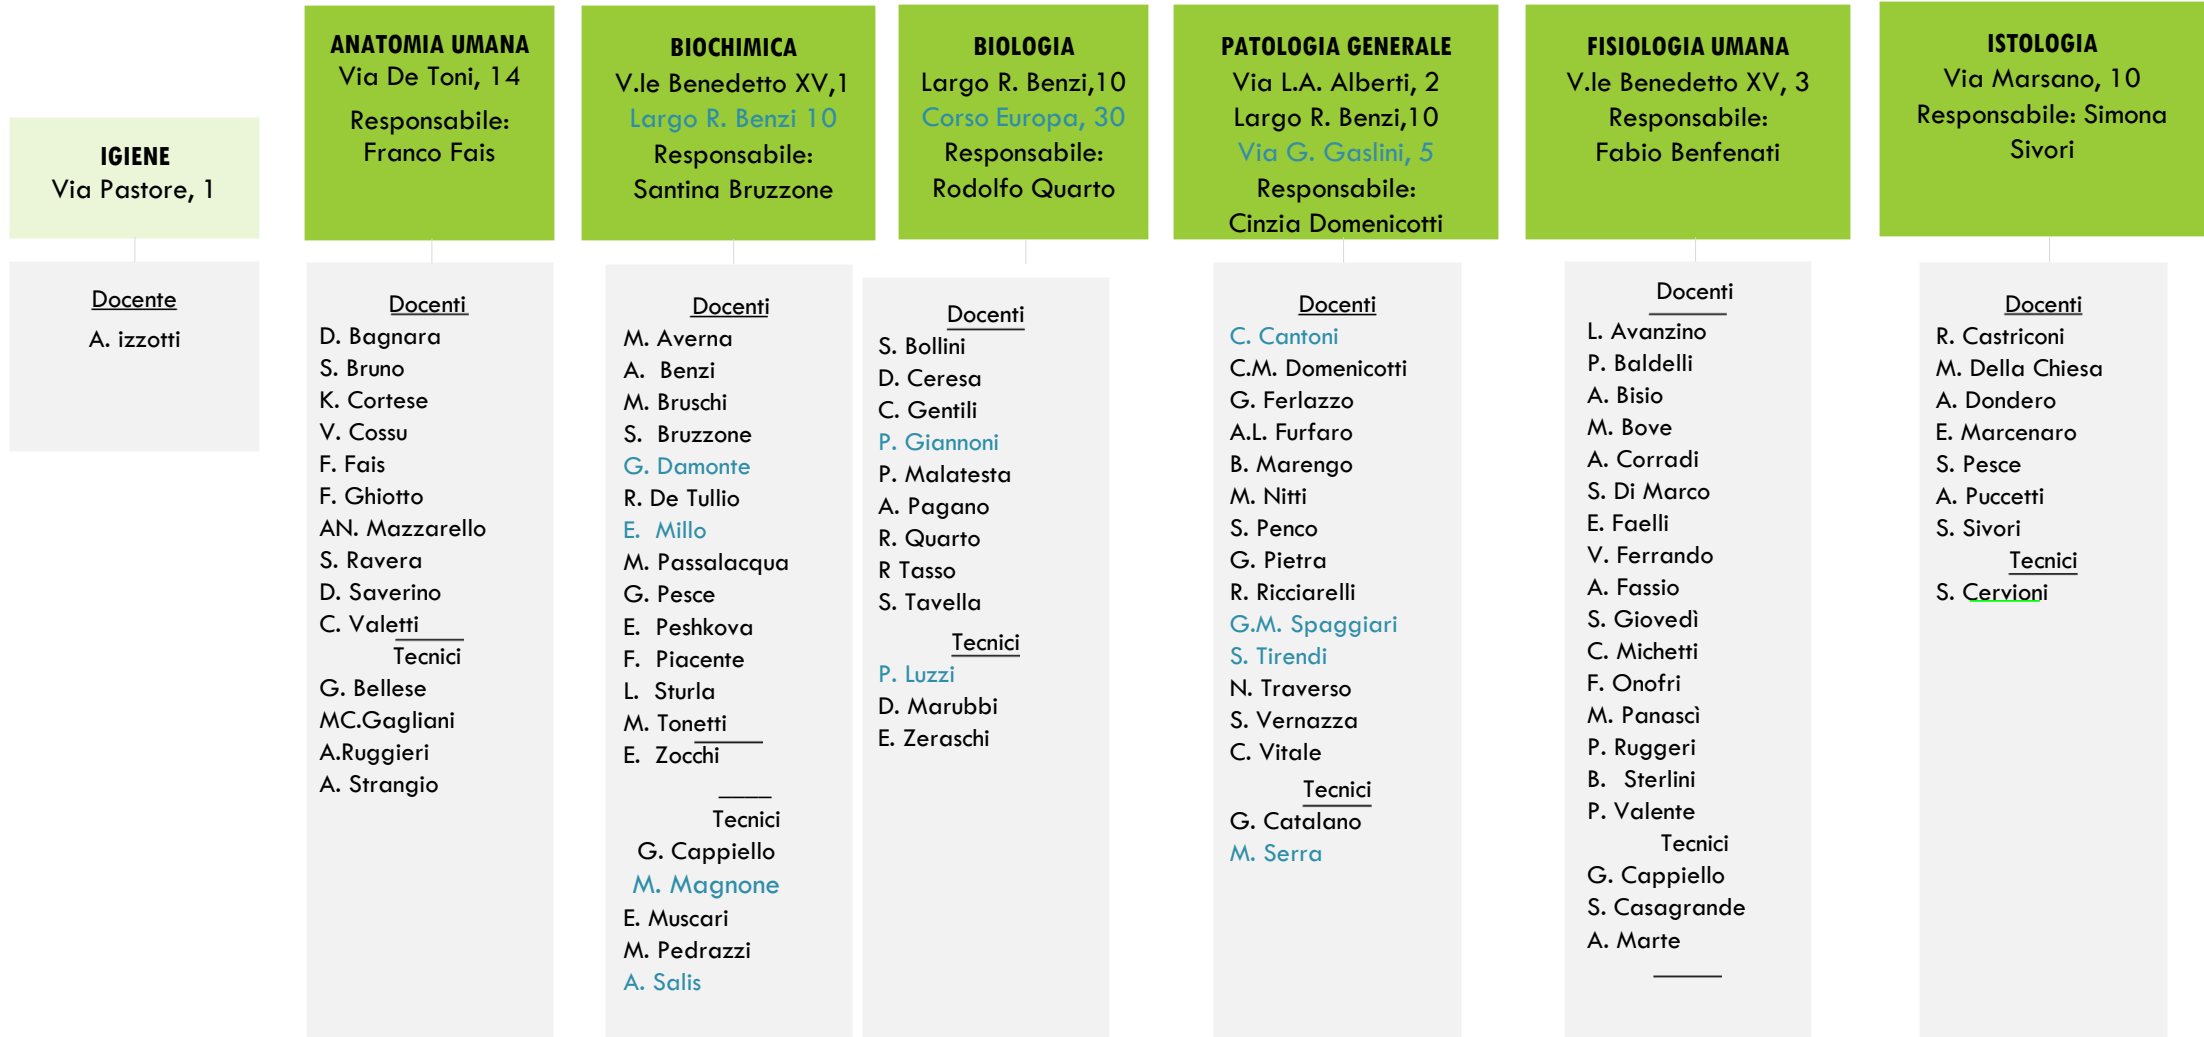 IGIENE
Via Pastore, 1
Docente
A. izzotti
ANATOMIA UMANA
Via De Toni, 14
Responsabile:
Franco Fais
Docenti
D. Bagnara
S. Bruno
K. Cortese
V. Cossu
F. Fais
F. Ghiotto
AN. Mazzarello
S. Ravera
D. Saverino
C. Valetti
Tecnici
G. Bellese
MC.Gagliani
A.Ruggieri
A. Strangio
BIOCHIMICA
V.le Benedetto XV,1
Largo R. Benzi 10
Responsabile:
Santina Bruzzone
Docenti
M. Averna
A. Benzi
M. Bruschi
S. Bruzzone
G. Damonte
R. De Tullio
E. Millo
M. Passalacqua
G. Pesce
E. Peshkova
F. Piacente
L. Sturla
M. Tonetti
E. Zocchi
Tecnici
G. Cappiello
M. Magnone
E. Muscari
M. Pedrazzi
A. Salis
BIOLOGIA
Largo R. Benzi,10
Corso Europa, 30
Responsabile:
Rodolfo Quarto
Docenti
S. Bollini
D. Ceresa
C. Gentili
P. Giannoni
P. Malatesta
A. Pagano
R. Quarto
R Tasso
S. Tavella
Tecnici
P. Luzzi
D. Marubbi
E. Zeraschi
PATOLOGIA GENERALE
Via L.A. Alberti, 2
Largo R. Benzi,10
Via G. Gaslini, 5
Responsabile:
Cinzia Domenicotti
Docenti
C. Cantoni
C.M. Domenicotti
G. Ferlazzo
A.L. Furfaro
B. Marengo
M. Nitti
S. Penco
G. Pietra
R. Ricciarelli
G.M. Spaggiari
S. Tirendi
N. Traverso
S. Vernazza
C. Vitale
Tecnici
G. Catalano
M. Serra
FISIOLOGIA UMANA
V.le Benedetto XV, 3
Responsabile:
Fabio Benfenati
Docenti
L. Avanzino
P. Baldelli
A. Bisio
M. Bove
A. Corradi
S. Di Marco
E. Faelli
V. Ferrando
A. Fassio
S. Giovedì
C. Michetti
F. Onofri
M. Panascì
P. Ruggeri
B. Sterlini
P. Valente
Tecnici
G. Cappiello
S. Casagrande
A. Marte
ISTOLOGIA
Via Marsano, 10
Responsabile: Simona
Sivori
Docenti
R. Castriconi
M. Della Chiesa
A. Dondero
E. Marcenaro
S. Pesce
A. Puccetti
S. Sivori
Tecnici
S. Cervioni